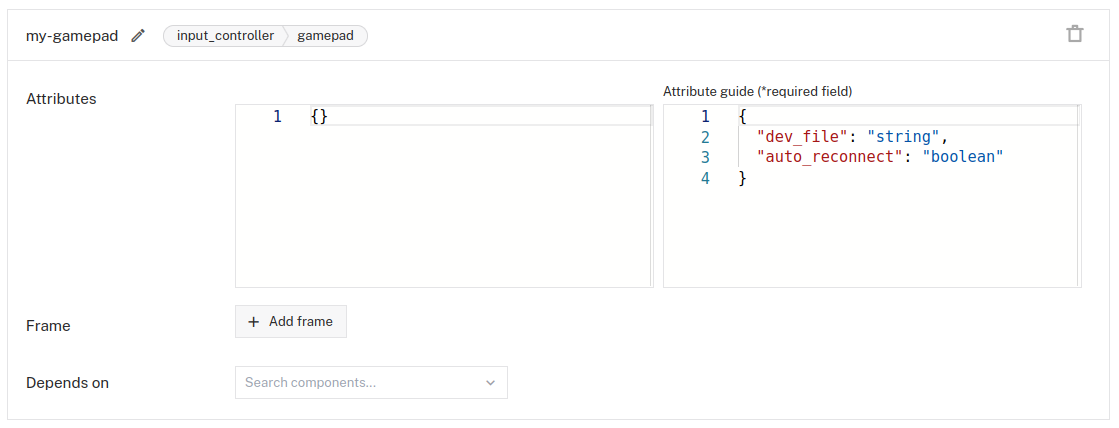 my-gamepad input_controller gamepad
Attributes
1 {}
Attribute guide (*required field)
1 {
2 "dev_file": "string",
3 "auto_reconnect": "boolean"
4 }
Frame
+ Add frame
Depends on
Search components...